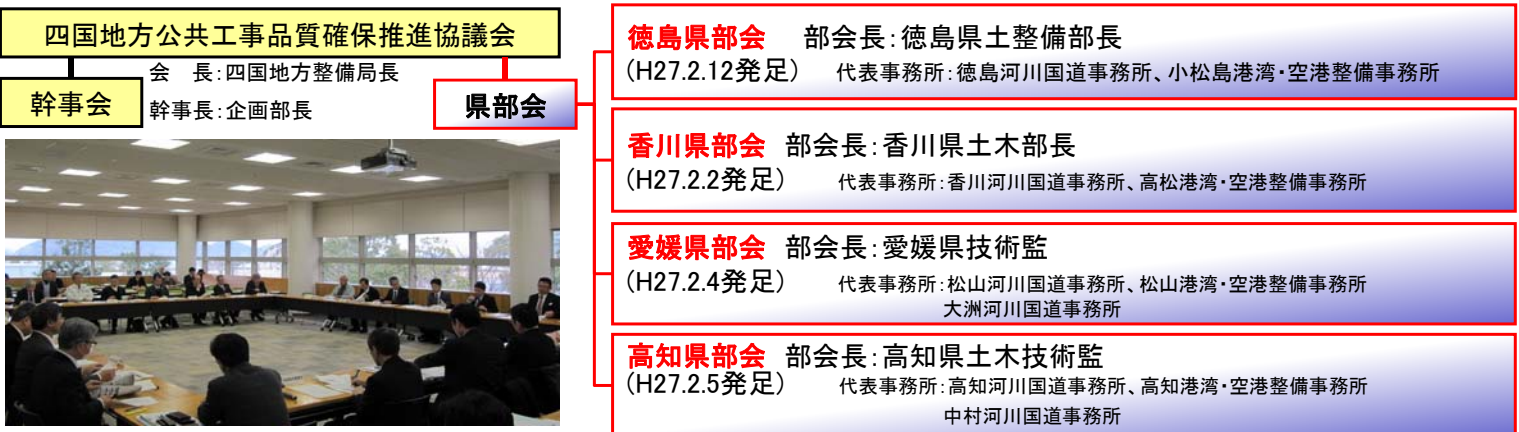 四国地方公共工事品質確保推進協議会
会　長:四国地方整備局長
幹事会
幹事長:企画部長
県部会
徳島県部会　部会長:徳島県土整備部長
(H27.2.12発足)　代表事務所:徳島河川国道事務所、小松島港湾・空港整備事務所
香川県部会　部会長:香川県土木部長
(H27.2.2発足)　代表事務所:香川河川国道事務所、高松港湾・空港整備事務所
愛媛県部会　部会長:愛媛県技術監
(H27.2.4発足)　代表事務所:松山河川国道事務所、松山港湾・空港整備事務所
大洲河川国道事務所
高知県部会　部会長:高知県土木技術監
(H27.2.5発足)　代表事務所:高知河川国道事務所、高知港湾・空港整備事務所
中村河川国道事務所